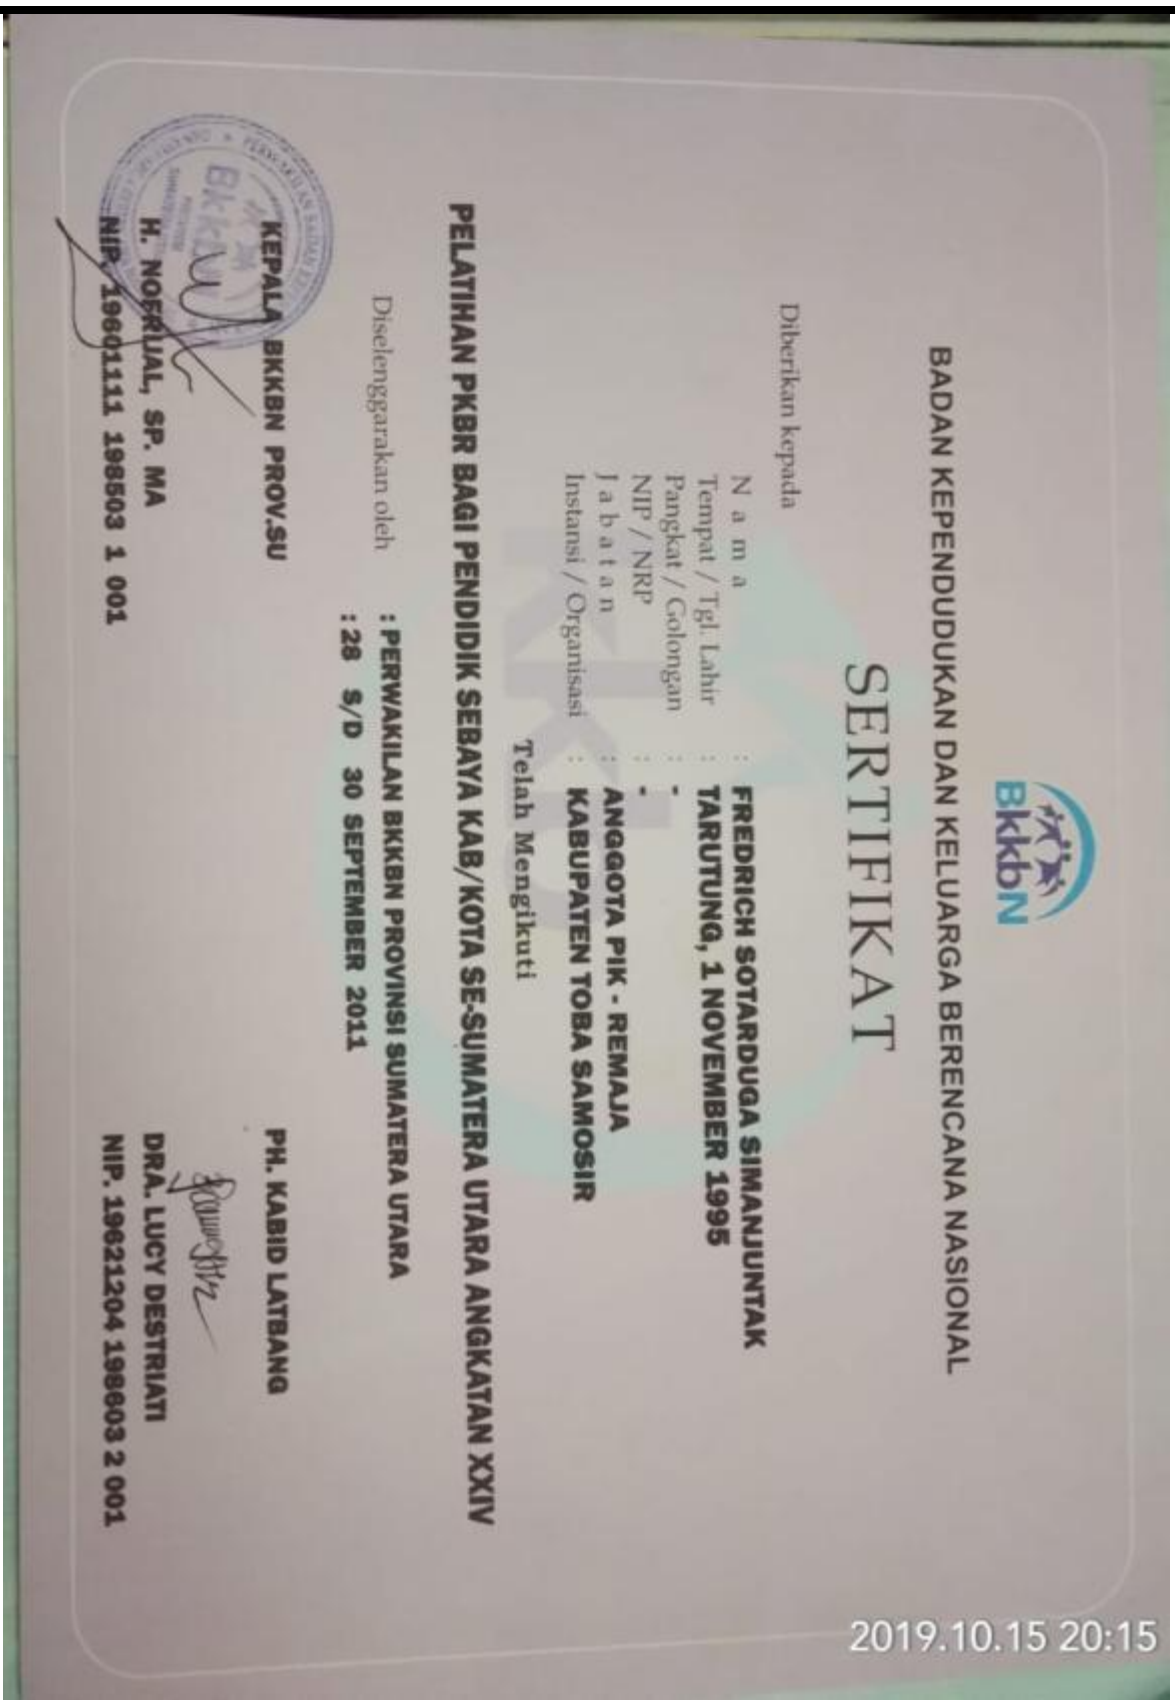 BkkbN
BADAN KEPENDUDUKAN DAN KELUARGA BERENCANA NASIONAL
SERTIFIKAT
Diberikan kepada
N a m a : FREDRICH SOTARDUGA SIMANJUNTAK
Tempat / Tgl. Lahir : TARUTUNG, 1 NOVEMBER 1995
Pangkat / Golongan : -
NIP / NRP : -
J a b a t a n : ANGGOTA PIK - REMAJA
Instansi / Organisasi : KABUPATEN TOBA SAMOSIR
Telah Mengikuti
PELATIHAN PKBR BAGI PENDIDIK SEBAYA KAB/KOTA SE-SUMATERA UTARA ANGKATAN XXIV
Diselenggarakan oleh : PERWAKILAN BKKBN PROVINSI SUMATERA UTARA
: 28 S/D 30 SEPTEMBER 2011
KEPALA BKKBN PROV.SU
BkkbN
H. NOFRIJAL, SP. MA
NIP. 19601111 198503 1 001
PH. KABID LATBANG
DRA. LUCY DESTRIATI
NIP. 19621204 198603 2 001
2019.10.15 20:15